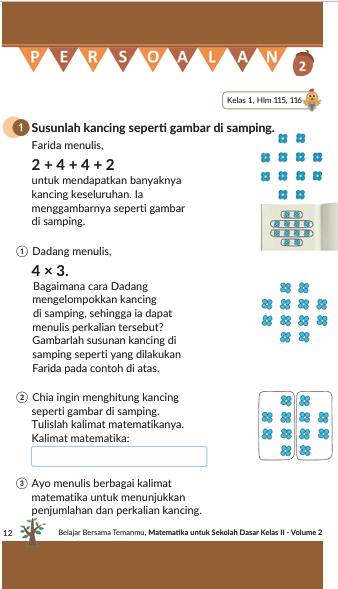 PERSOALAN 2
Kelas 1, Hlm 115, 116
1 Susunlah kancing seperti gambar di samping.
Farida menulis,
2 + 4 + 4 + 2
untuk mendapatkan banyaknya
kancing keseluruhan. Ia
menggambarnya seperti gambar
di samping.
① Dadang menulis,
4 × 3.
Bagaimana cara Dadang
mengelompokkan kancing
di samping, sehingga ia dapat
menulis perkalian tersebut?
Gambarlah susunan kancing di
samping seperti yang dilakukan
Farida pada contoh di atas.
② Chia ingin menghitung kancing
seperti gambar di samping.
Tulislah kalimat matematikanya.
Kalimat matematika:
③ Ayo menulis berbagai kalimat
matematika untuk menunjukkan
penjumlahan dan perkalian kancing.
12 Belajar Bersama Temanmu, Matematika untuk Sekolah Dasar Kelas II - Volume 2